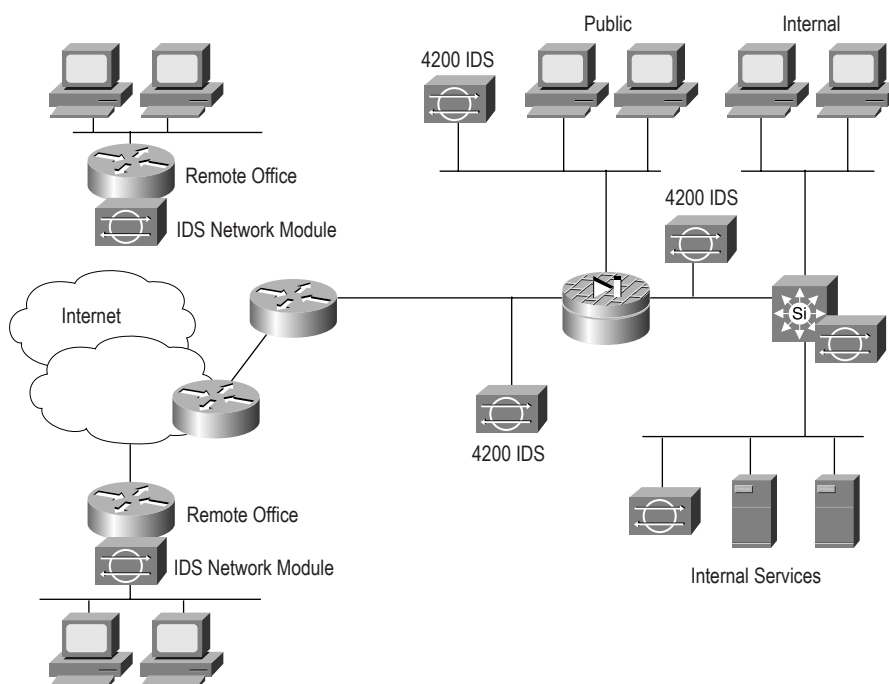 Public
Internal
4200 IDS
Remote Office
4200 IDS
IDS Network Module
Internet
Si
4200 IDS
Remote Office
IDS Network Module
Internal Services